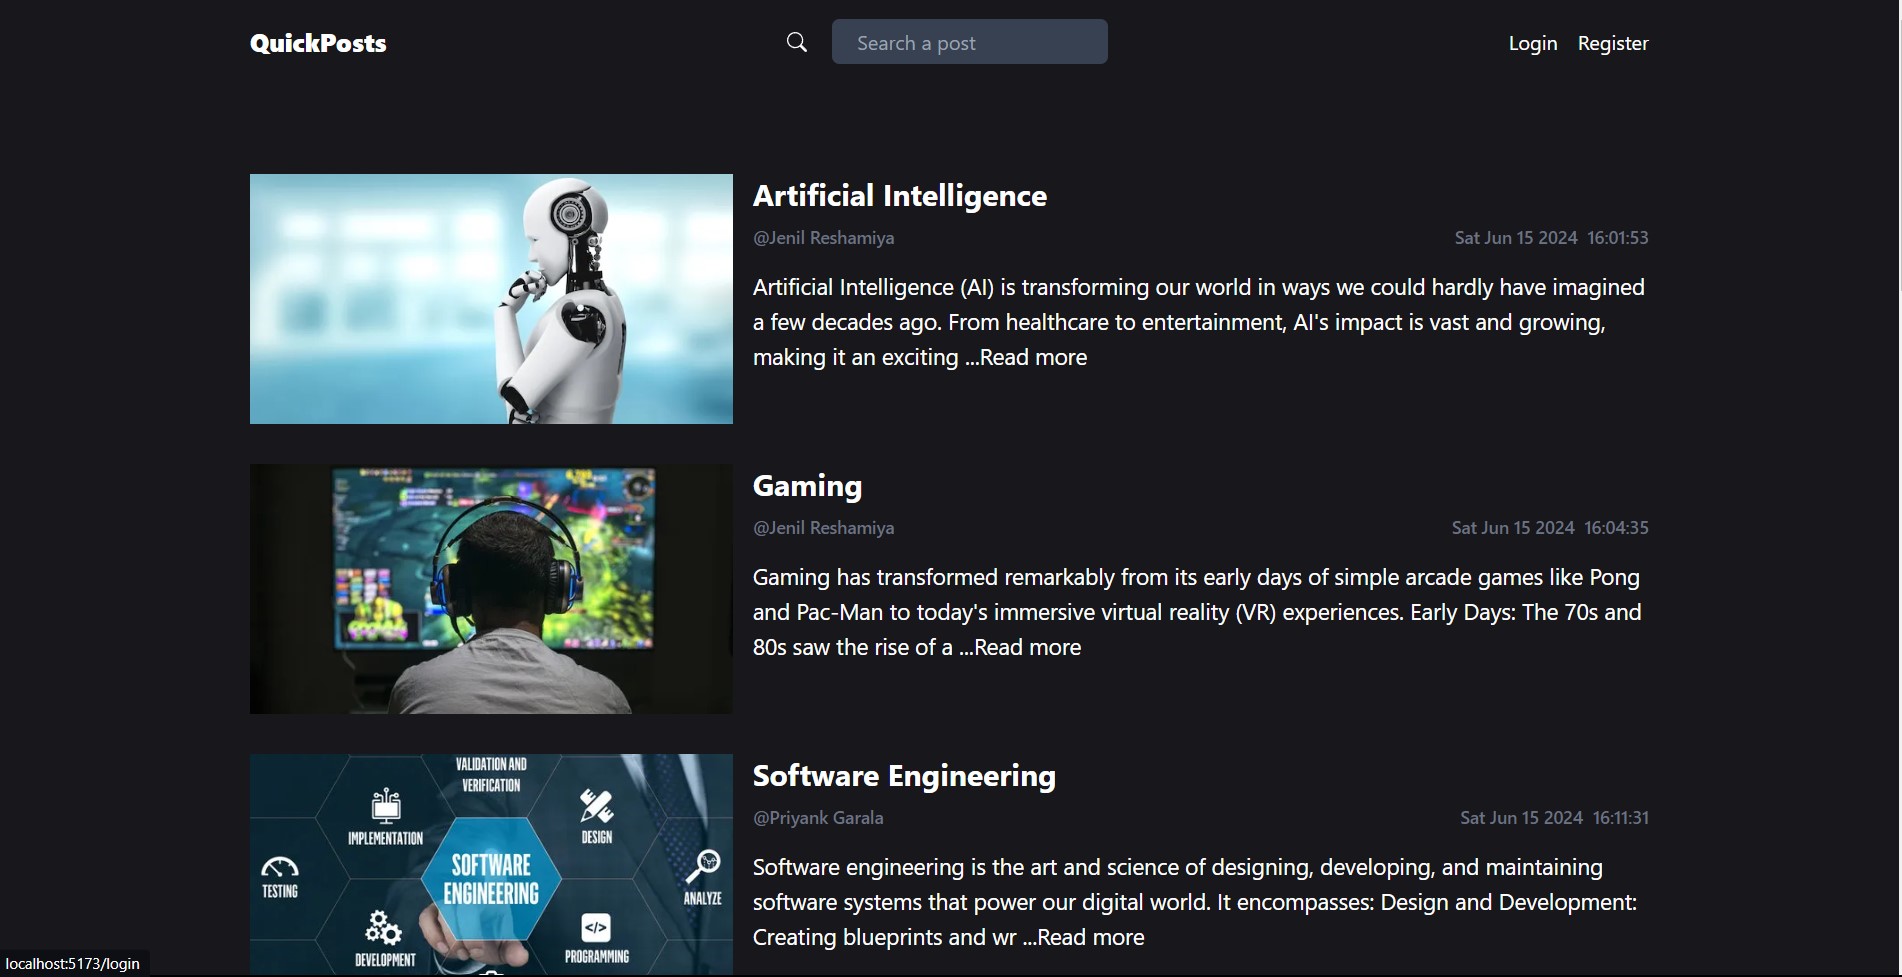 QuickPosts
Search a post
Login Register
Artificial Intelligence
@Jenil Reshamiya
Sat Jun 15 2024 16:01:53
Artificial Intelligence (AI) is transforming our world in ways we could hardly have imagined
a few decades ago. From healthcare to entertainment, AI's impact is vast and growing,
making it an exciting ...Read more
Gaming
@Jenil Reshamiya
Sat Jun 15 2024 16:04:35
Gaming has transformed remarkably from its early days of simple arcade games like Pong
and Pac-Man to today's immersive virtual reality (VR) experiences. Early Days: The 70s and
80s saw the rise of a ...Read more
VALIDATION AND
VERIFICATION
IMPLEMENTATION
DESIGN
SOFTWARE
ENGINEERING
TESTING
ANALYZE
DEVELOPMENT
</>
PROGRAMMING
Software Engineering
@Priyank Garala
Sat Jun 15 2024 16:11:31
Software engineering is the art and science of designing, developing, and maintaining
software systems that power our digital world. It encompasses: Design and Development:
Creating blueprints and wr ...Read more
localhost:5173/login